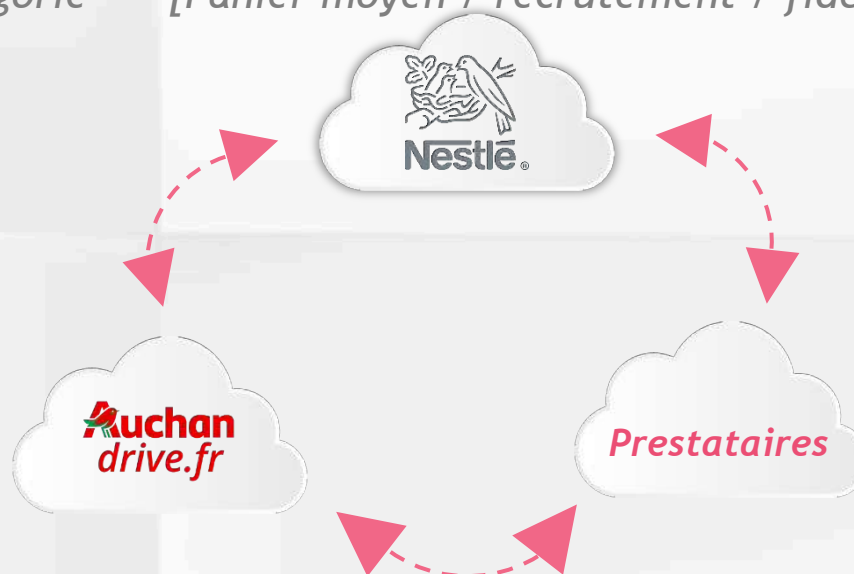 [Panier moyen / recrutement /
Nestlé®
Auchan
drive.fr
Prestataires